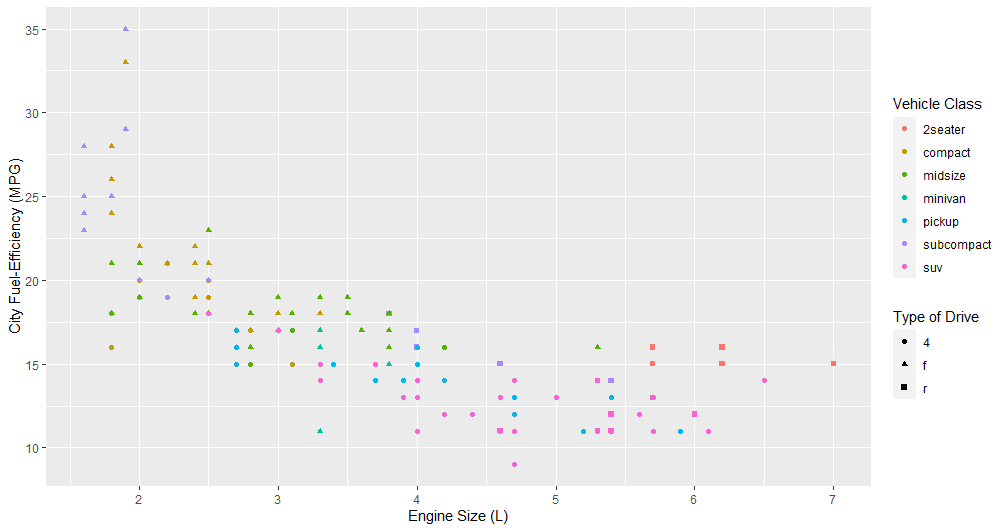 35
30
25
20
15
10
City Fuel-Efficiency (MPG)
2
3
4
5
6
7
Engine Size (L)
Vehicle Class
2seater
compact
midsize
minivan
pickup
subcompact
suv
Type of Drive
4
f
r